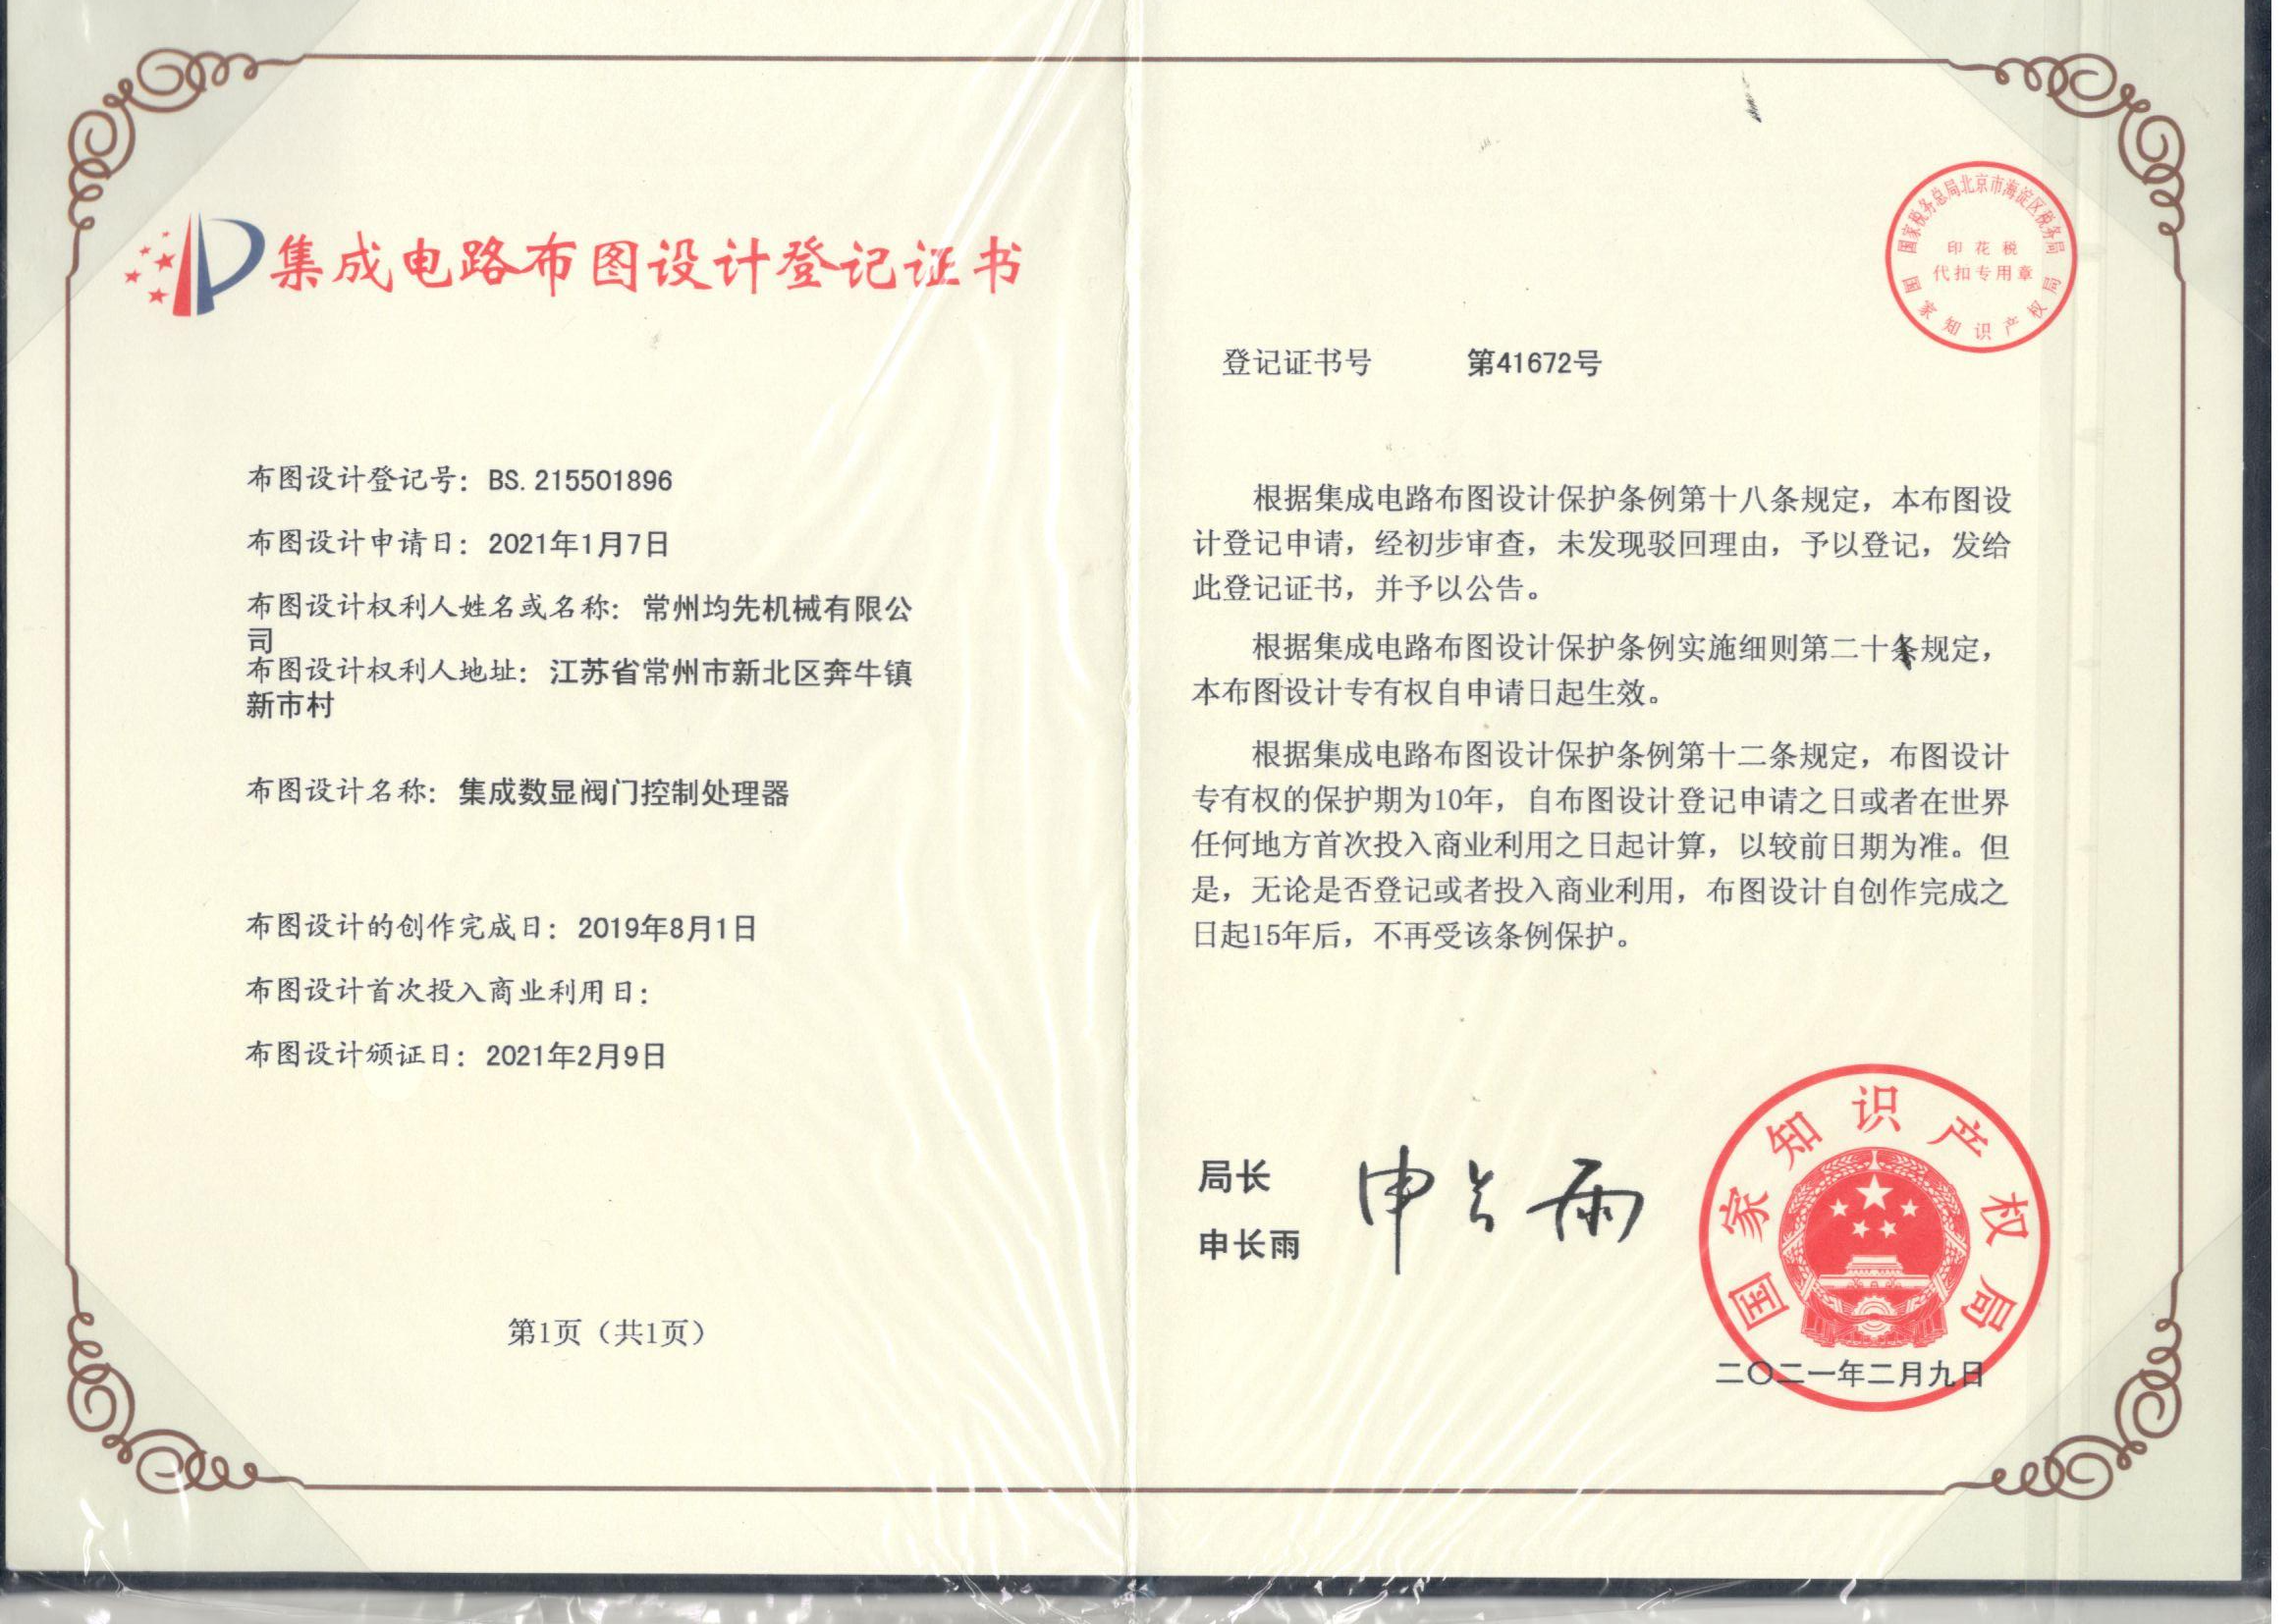 集成电路布图设计登记证书
布图设计登记号：BS.215501896
布图设计申请日：2021年1月7日
布图设计权利人姓名或名称：常州均先机械有限公
司
布图设计权利人地址：江苏省常州市新北区奔牛镇
新市村
布图设计名称：集成数显阀门控制处理器
布图设计的创作完成日：2019年8月1日
布图设计首次投入商业利用日：
布图设计颁证日：2021年2月9日
第1页（共1页）
国家税务总局北京市海淀区税务局
印花税
代扣专用章
国家知识产权局
登记证书号 第41672号
根据集成电路布图设计保护条例第十八条规定，本布图设
计登记申请，经初步审查，未发现驳回理由，予以登记，发给
此登记证书，并予以公告。
根据集成电路布图设计保护条例实施细则第二十条规定，
本布图设计专有权自申请日起生效。
根据集成电路布图设计保护条例第十二条规定，布图设计
专有权的保护期为10年，自布图设计登记申请之日或者在世界
任何地方首次投入商业利用之日起计算，以较前日期为准。但
是，无论是否登记或者投入商业利用，布图设计自创作完成之
日起15年后，不再受该条例保护。
局长
申长雨
申长雨
国家知识产权局
二〇二一年二月九日